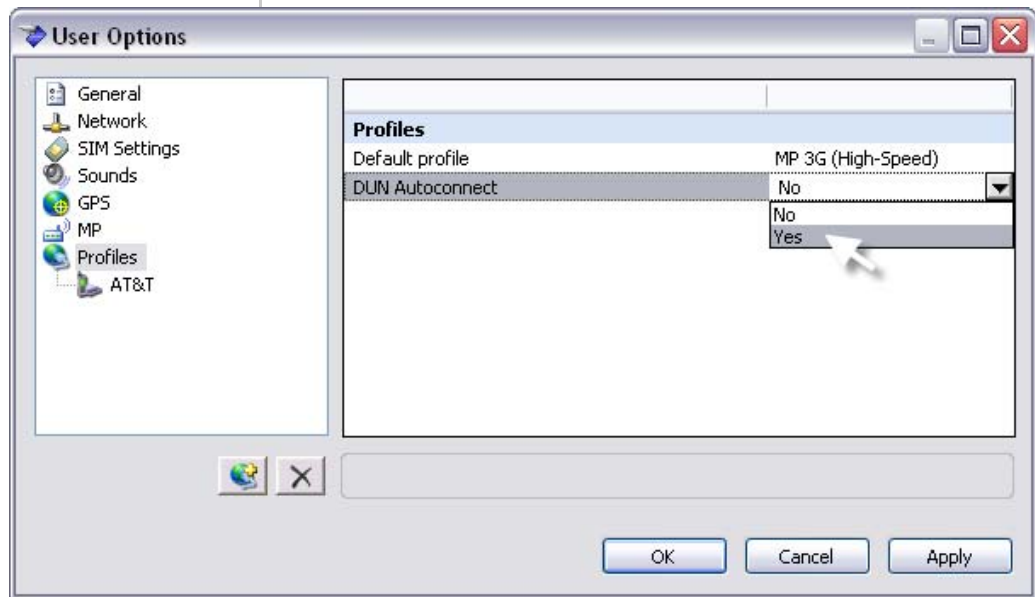 User Options
General
Network
SIM Settings
Sounds
GPS
MP
Profiles
AT&T
Profiles
Default profile MP 3G (High-Speed)
DUN Autoconnect No
No
Yes
OK Cancel Apply